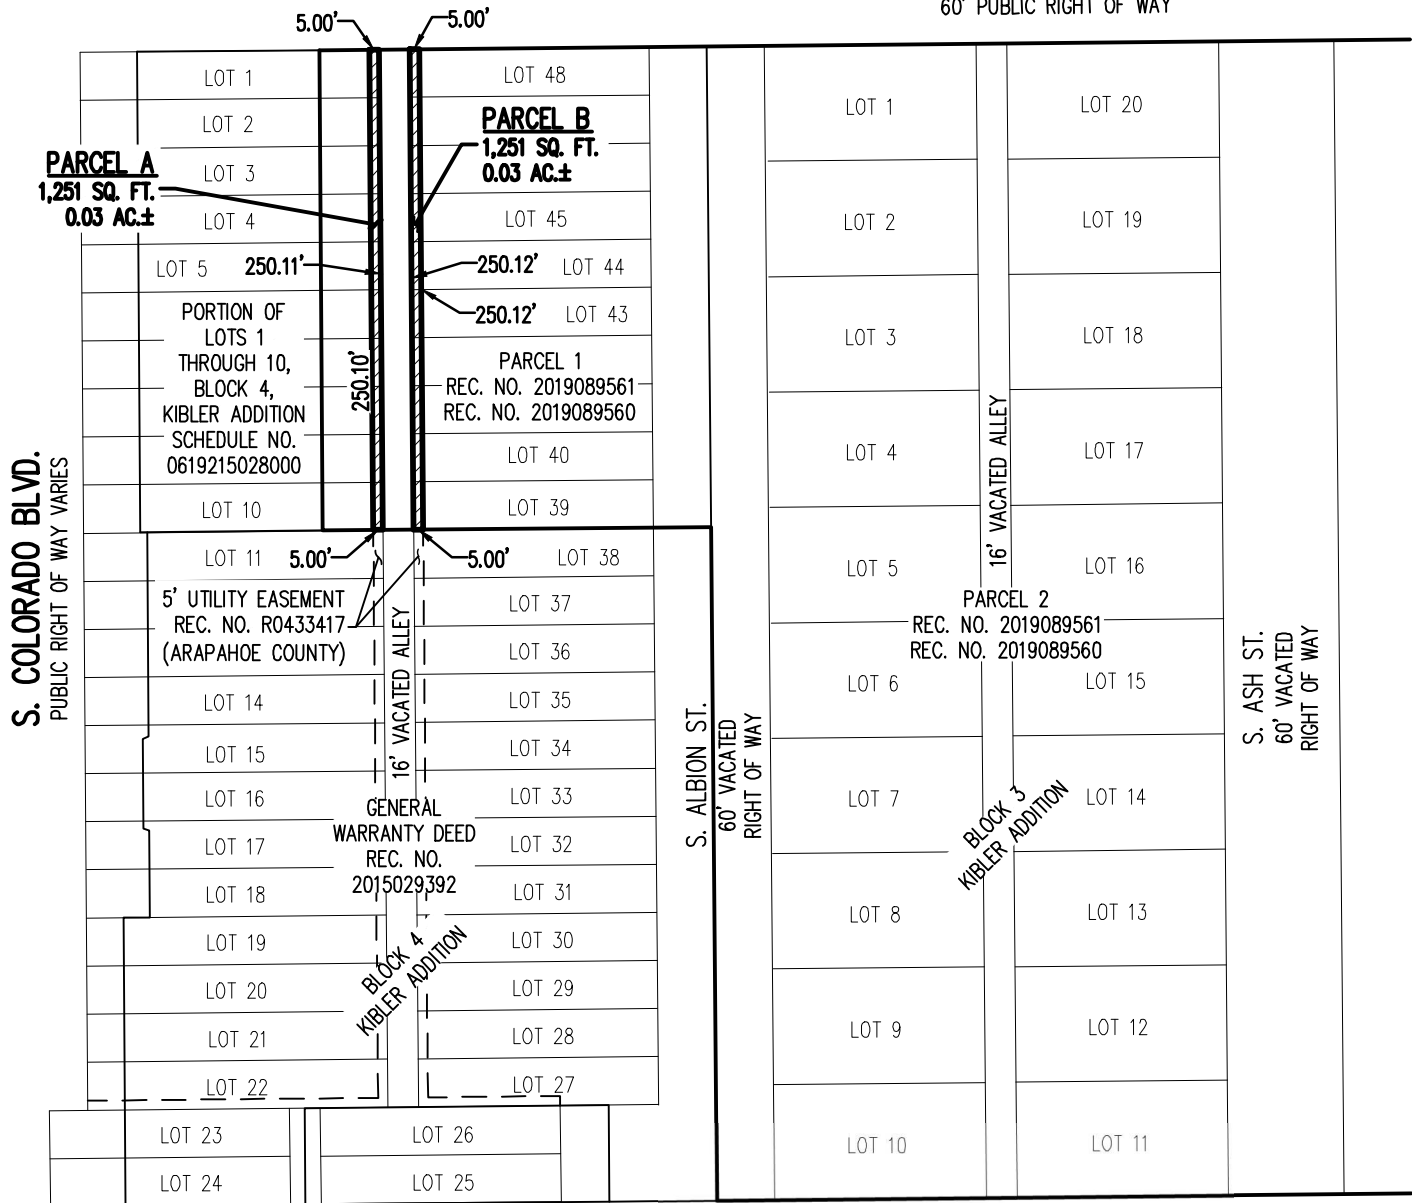 60' PUBLIC RIGHT OF WAY
5.00'
5.00'
LOT 1
LOT 2
LOT 3
LOT 4
LOT 5
PARCEL A
1,251 SQ. FT.
0.03 AC.±
250.11'
PORTION OF
LOTS 1
THROUGH 10,
BLOCK 4,
KIBLER ADDITION
SCHEDULE NO.
0619215028000
250.10'
LOT 10
LOT 48
PARCEL B
1,251 SQ. FT.
0.03 AC.±
LOT 45
250.12'
LOT 44
250.12'
LOT 43
PARCEL 1
REC. NO. 2019089561
REC. NO. 2019089560
LOT 40
LOT 39
S. COLORADO BLVD.
PUBLIC RIGHT OF WAY VARIES
LOT 11
5.00'
5.00'
LOT 38
5' UTILITY EASEMENT
REC. NO. R0433417
(ARAPAHOE COUNTY)
16' VACATED ALLEY
LOT 37
LOT 36
LOT 35
LOT 34
LOT 33
LOT 32
LOT 31
LOT 30
LOT 29
LOT 28
LOT 27
LOT 14
LOT 15
LOT 16
LOT 17
LOT 18
LOT 19
LOT 20
LOT 21
LOT 22
GENERAL
WARRANTY DEED
REC. NO.
2015029392
BLOCK 4
KIBLER ADDITION
LOT 23
LOT 24
LOT 26
LOT 25
S. ALBION ST.
60' VACATED
RIGHT OF WAY
LOT 1
LOT 2
LOT 3
LOT 4
LOT 5
LOT 6
LOT 7
LOT 8
LOT 9
LOT 10
16' VACATED ALLEY
PARCEL 2
REC. NO. 2019089561
REC. NO. 2019089560
BLOCK 3
KIBLER ADDITION
LOT 20
LOT 19
LOT 18
LOT 17
LOT 16
LOT 15
LOT 14
LOT 13
LOT 12
LOT 11
S. ASH ST.
60' VACATED
RIGHT OF WAY